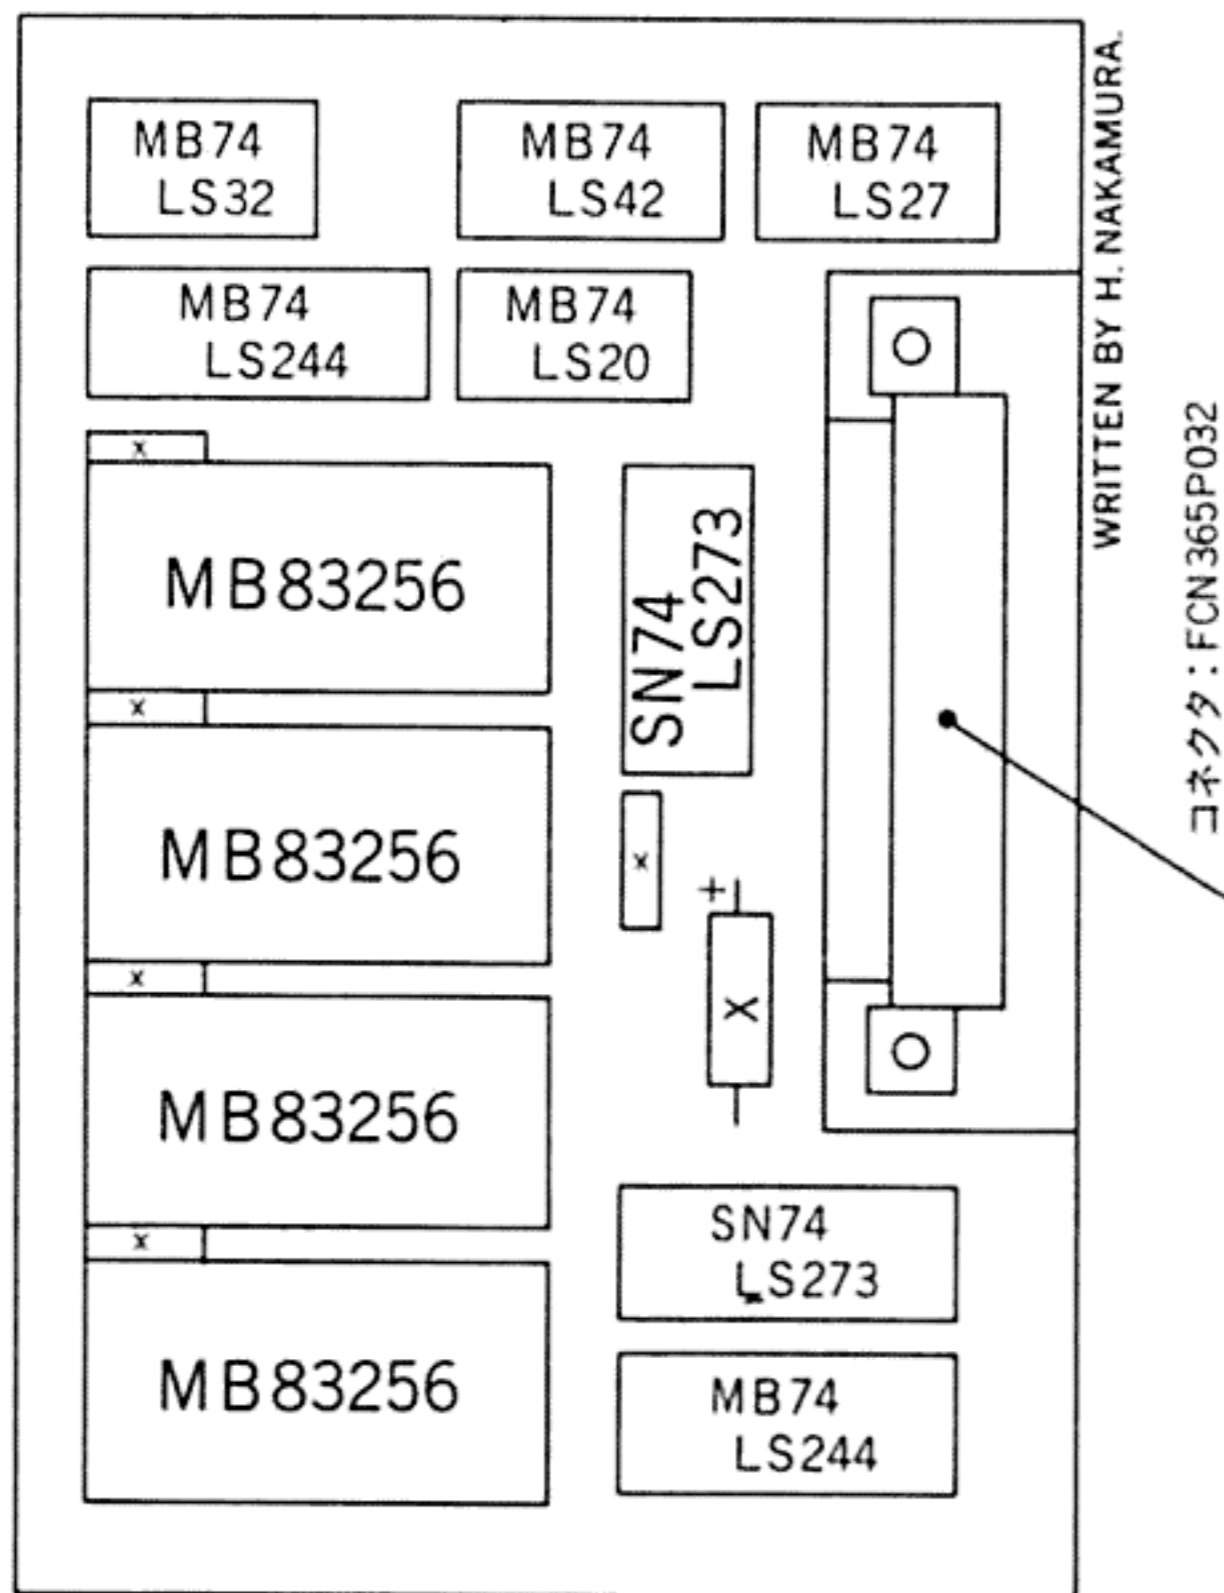 MB74
LS32
MB74
LS42
MB74
LS27
MB74
LS244
MB74
LS20
x
MB83256
SN74
LS273
x
MB83256
x
+
x
X
MB83256
x
SN74
LS273
MB83256
MB74
LS244
WRITTEN BY H. NAKAMURA.
コネクタ:FCN365P032